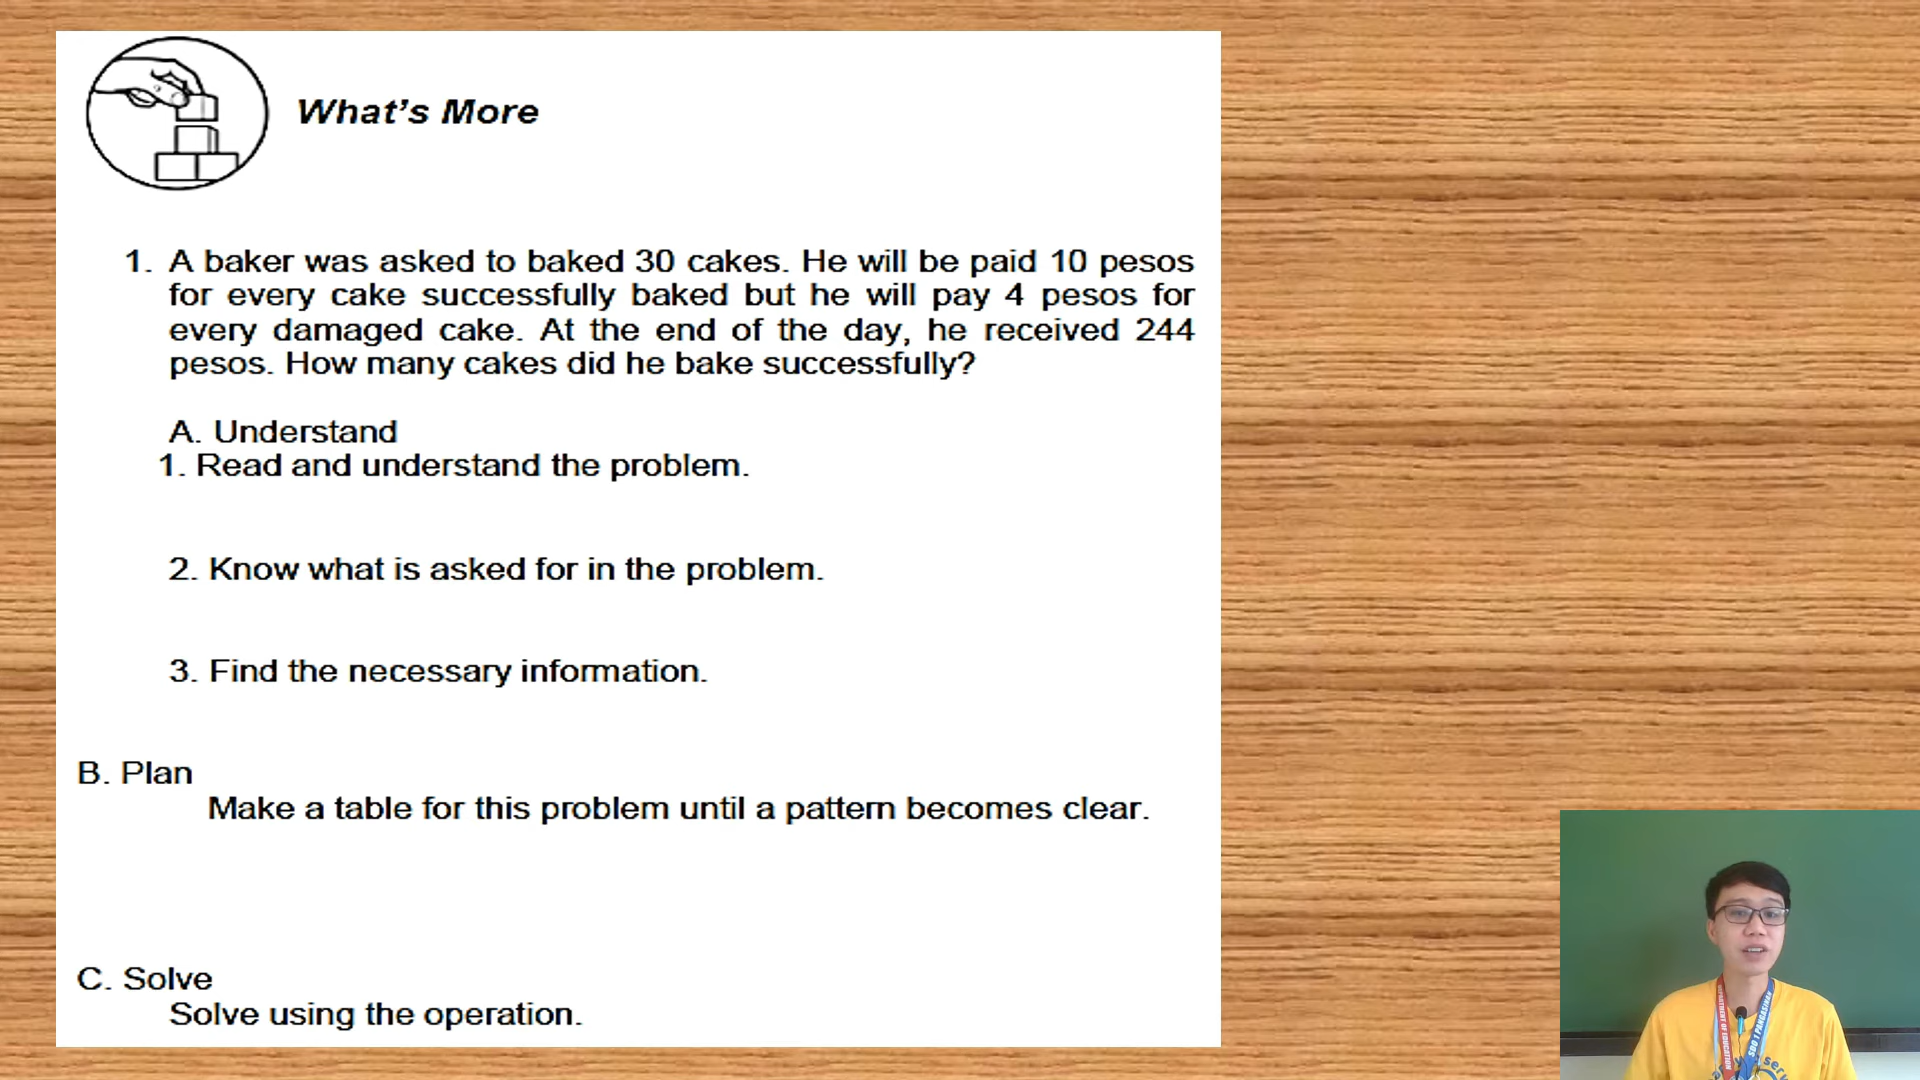 What's More
1. A baker was asked to baked 30 cakes. He will be paid 10 pesos
for every cake successfully baked but he will pay 4 pesos for
every damaged cake. At the end of the day, he received 244
pesos. How many cakes did he bake successfully?
A. Understand
1. Read and understand the problem.
2. Know what is asked for in the problem.
3. Find the necessary information.
B. Plan
Make a table for this problem until a pattern becomes clear.
C. Solve
Solve using the operation.
SDO 1 PANGASINAN